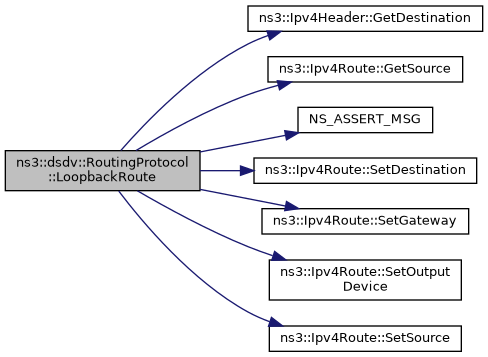 ns3::Ipv4Header::GetDestination
ns3::Ipv4Route::GetSource
NS_ASSERT_MSG
ns3::dsdv::RoutingProtocol
::LoopbackRoute
ns3::Ipv4Route::SetDestination
ns3::Ipv4Route::SetGateway
ns3::Ipv4Route::SetOutput
Device
ns3::Ipv4Route::SetSource